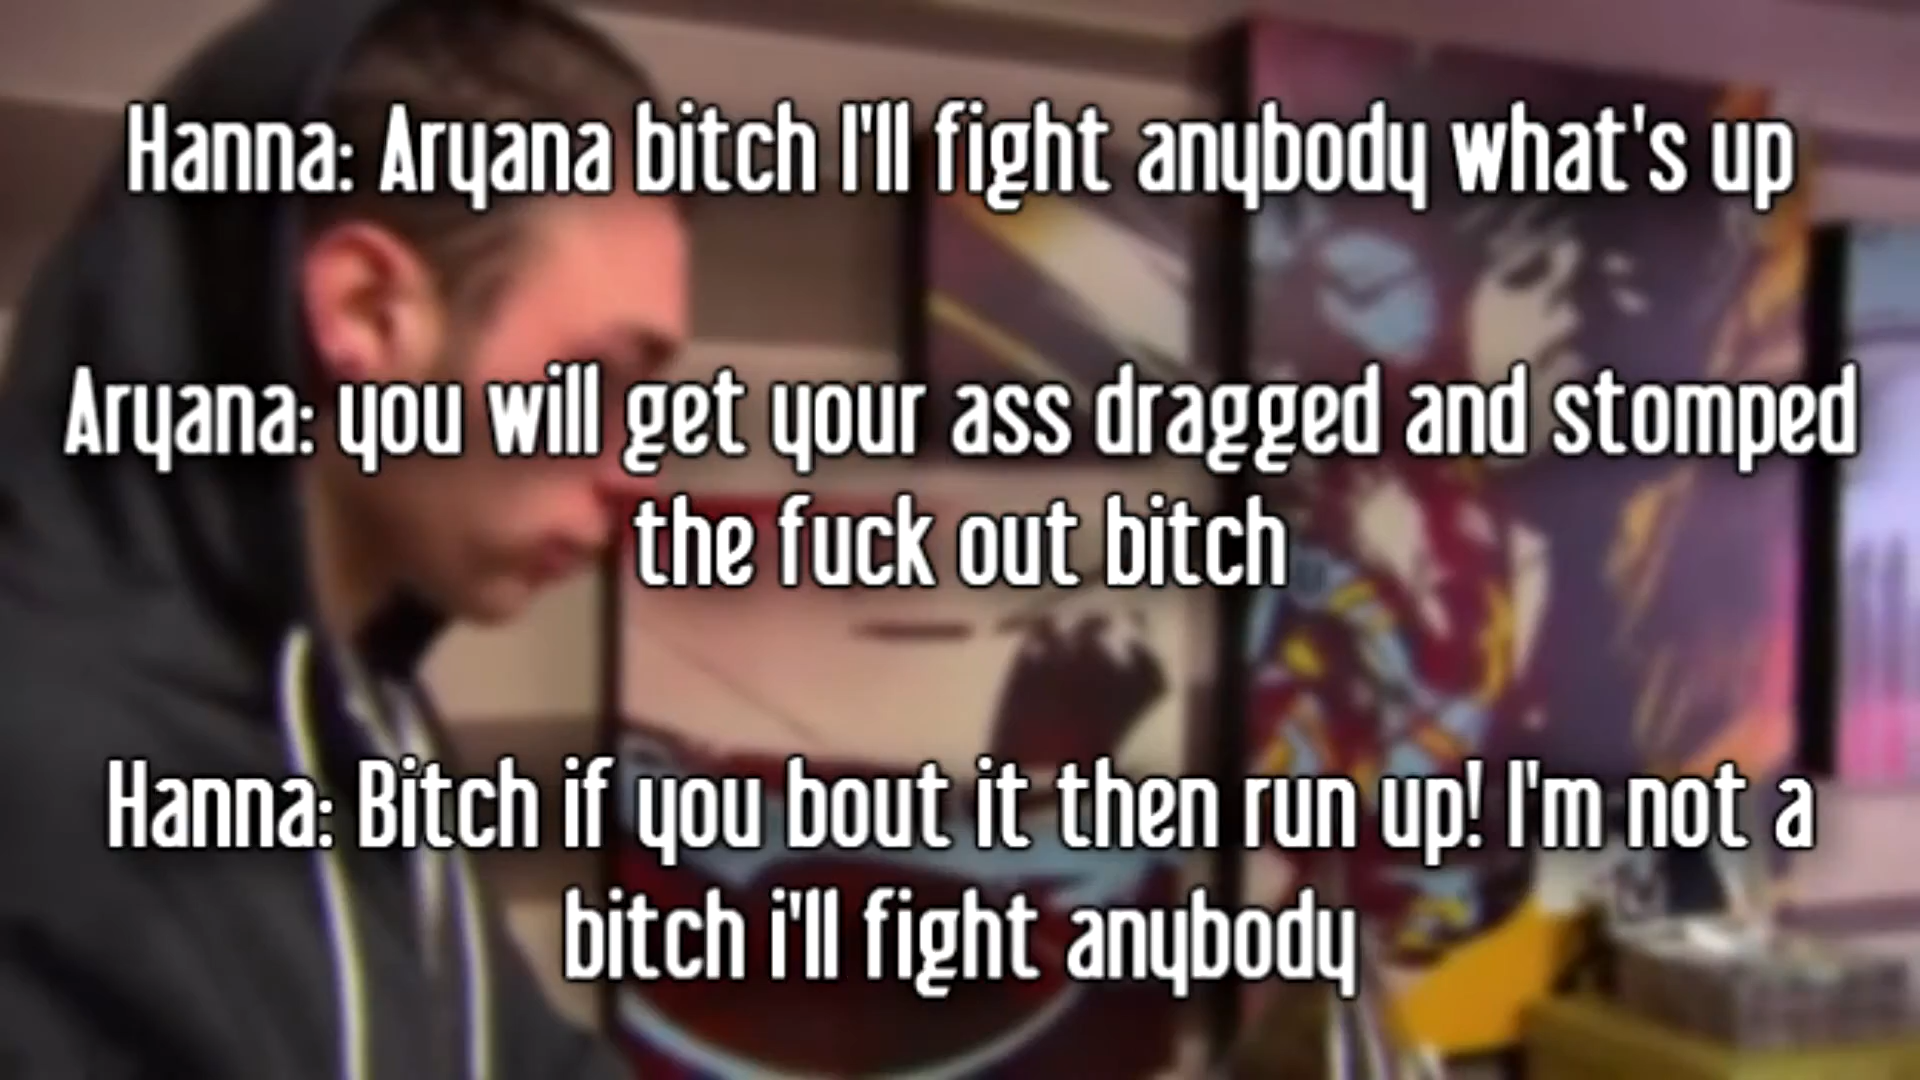 Hanna: Aryana bitch I'll fight anybody what's up
Aryana: you will get your ass dragged and stomped
the fuck out bitch
Hanna: Bitch if you bout it then run up! I'm not a
bitch i'll fight anybody